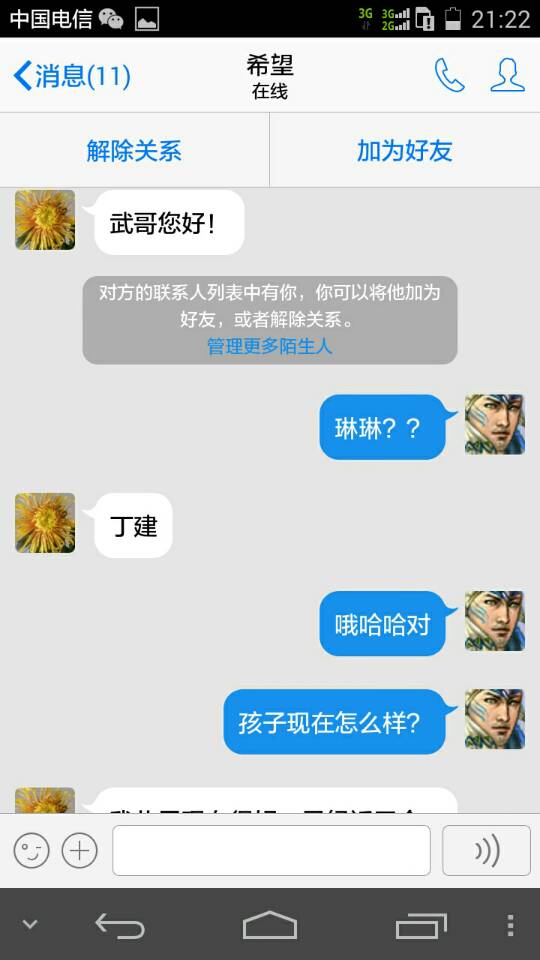 中国电信 3G 3G 2G 21:22
消息(11) 希望
在线
解除关系 加为好友
武哥您好!
对方的联系人列表中有你，你可以将他加为
好友，或者解除关系。
管理更多陌生人
琳琳？？
丁建
哦哈哈对
孩子现在怎么样?